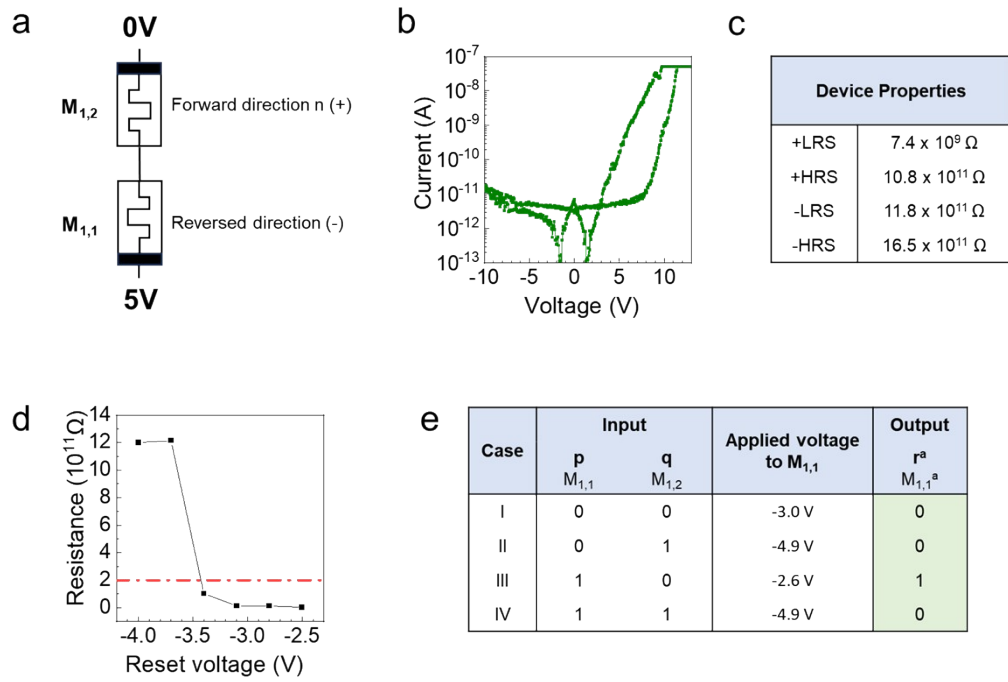 a
0V
M1,2
Forward direction n (+)
M1,1
Reversed direction (-)
5V
b
Current (A)
10⁻⁷
10⁻⁸
10⁻⁹
10⁻¹⁰
10⁻¹¹
10⁻¹²
10⁻¹³
-10 -5 0 5 10
Voltage (V)
c
Device Properties
+LRS 7.4 x 10⁹ Ω
+HRS 10.8 x 10¹¹ Ω
-LRS 11.8 x 10¹¹ Ω
-HRS 16.5 x 10¹¹ Ω
d
Resistance (10¹¹Ω)
14
12
10
8
6
4
2
0
-4.0 -3.5 -3.0 -2.5
Reset voltage (V)
e
Case
Input
p q
M1,1 M1,2
Applied voltage
to M1,1
Output
rᵃ
M1,1ᵃ
I 0 0 -3.0 V 0
II 0 1 -4.9 V 0
III 1 0 -2.6 V 1
IV 1 1 -4.9 V 0